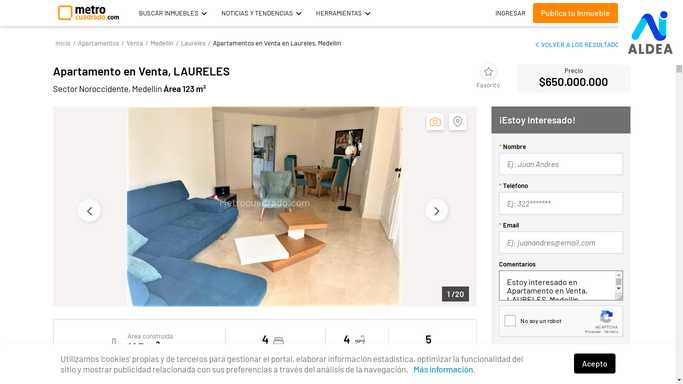 metro
cuadrado.com
BUSCAR INMUEBLES
NOTICIAS Y TENDENCIAS
HERRAMIENTAS
INGRESAR
Publica tu Inmueble
ALDEA
Inicio / Apartamentos / Venta / Medellín / Laureles / Apartamentos en Venta en Laureles, Medellín
< VOLVER A LOS RESULTADO
Apartamento en Venta, LAURELES
Sector Noroccidente, Medellín Área 123 m²
Favorito
Precio
$650.000.000
Metrocuadrado.com
1 / 20
¡Estoy Interesado!
* Nombre
Ej: Juan Andres
* Teléfono
Ej: 322*******
* Email
Ej: juanandres@email.com
Comentarios
Estoy interesado en
Apartamento en Venta,
LAURELES, Medellín
No soy un robot
reCAPTCHA
Privacidad - Términos
Área construida
4
4
5
Utilizamos 'cookies' propias y de terceros para gestionar el portal, elaborar información estadística, optimizar la funcionalidad del
sitio y mostrar publicidad relacionada con sus preferencias a través del análisis de la navegación. Más información.
Acepto